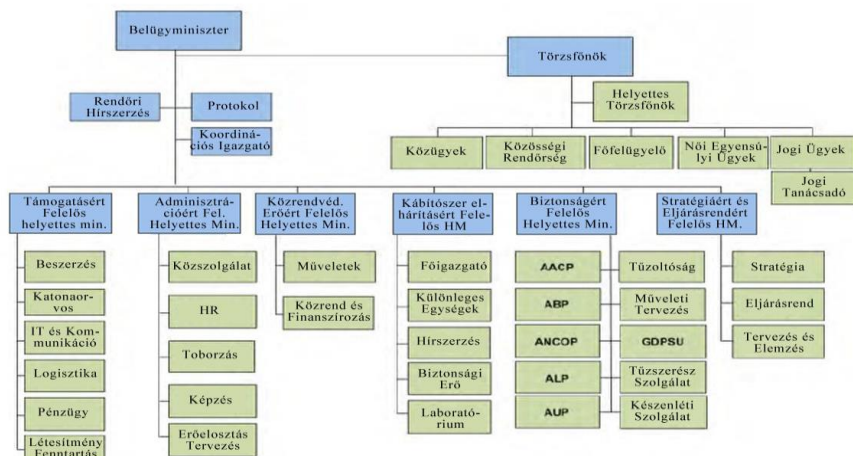 Belügyminiszter
Törzsfőnök
Rendőri
Hírszerzés
Protokol
Koordiná-
ciós Igazgató
Helyettes
Törzsfőnök
Közügyek
Közösségi
Rendőrség
Főfelügyelő
Női Egyensú-
lyi Ügyek
Jogi Ügyek
Jogi
Tanácsadó
Támogatásért
Felelős
helyettes min.
Adminisztrá-
cióért Fel.
Helyettes Min.
Közrendvéd.
Erőért Felelős
Helyettes Min.
Kábítószer el-
hárításért Fele-
lős HM
Biztonságért
Felelős
Helyettes Min.
Stratégiáért és
Eljárásrendért
Felelős HM.
Beszerzés
Katonaor-
vos
IT és Kom-
munikáció
Logisztika
Pénzügy
Létesítmény
Fenntartás
Közszolgálat
HR
Toborzás
Képzés
Erőelosztás
Tervezés
Műveletek
Közrend és
Finanszírozás
Főigazgató
Különleges
Egységek
Hírszerzés
Biztonsági
Erő
Laborató-
rium
AACP
ABP
ANCOP
ALP
AUP
Tűzoltóság
Műveleti
Tervezés
GDPSU
Tűzszerész
Szolgálat
Készenléti
Szolgálat
Stratégia
Eljárásrend
Tervezés és
Elemzés